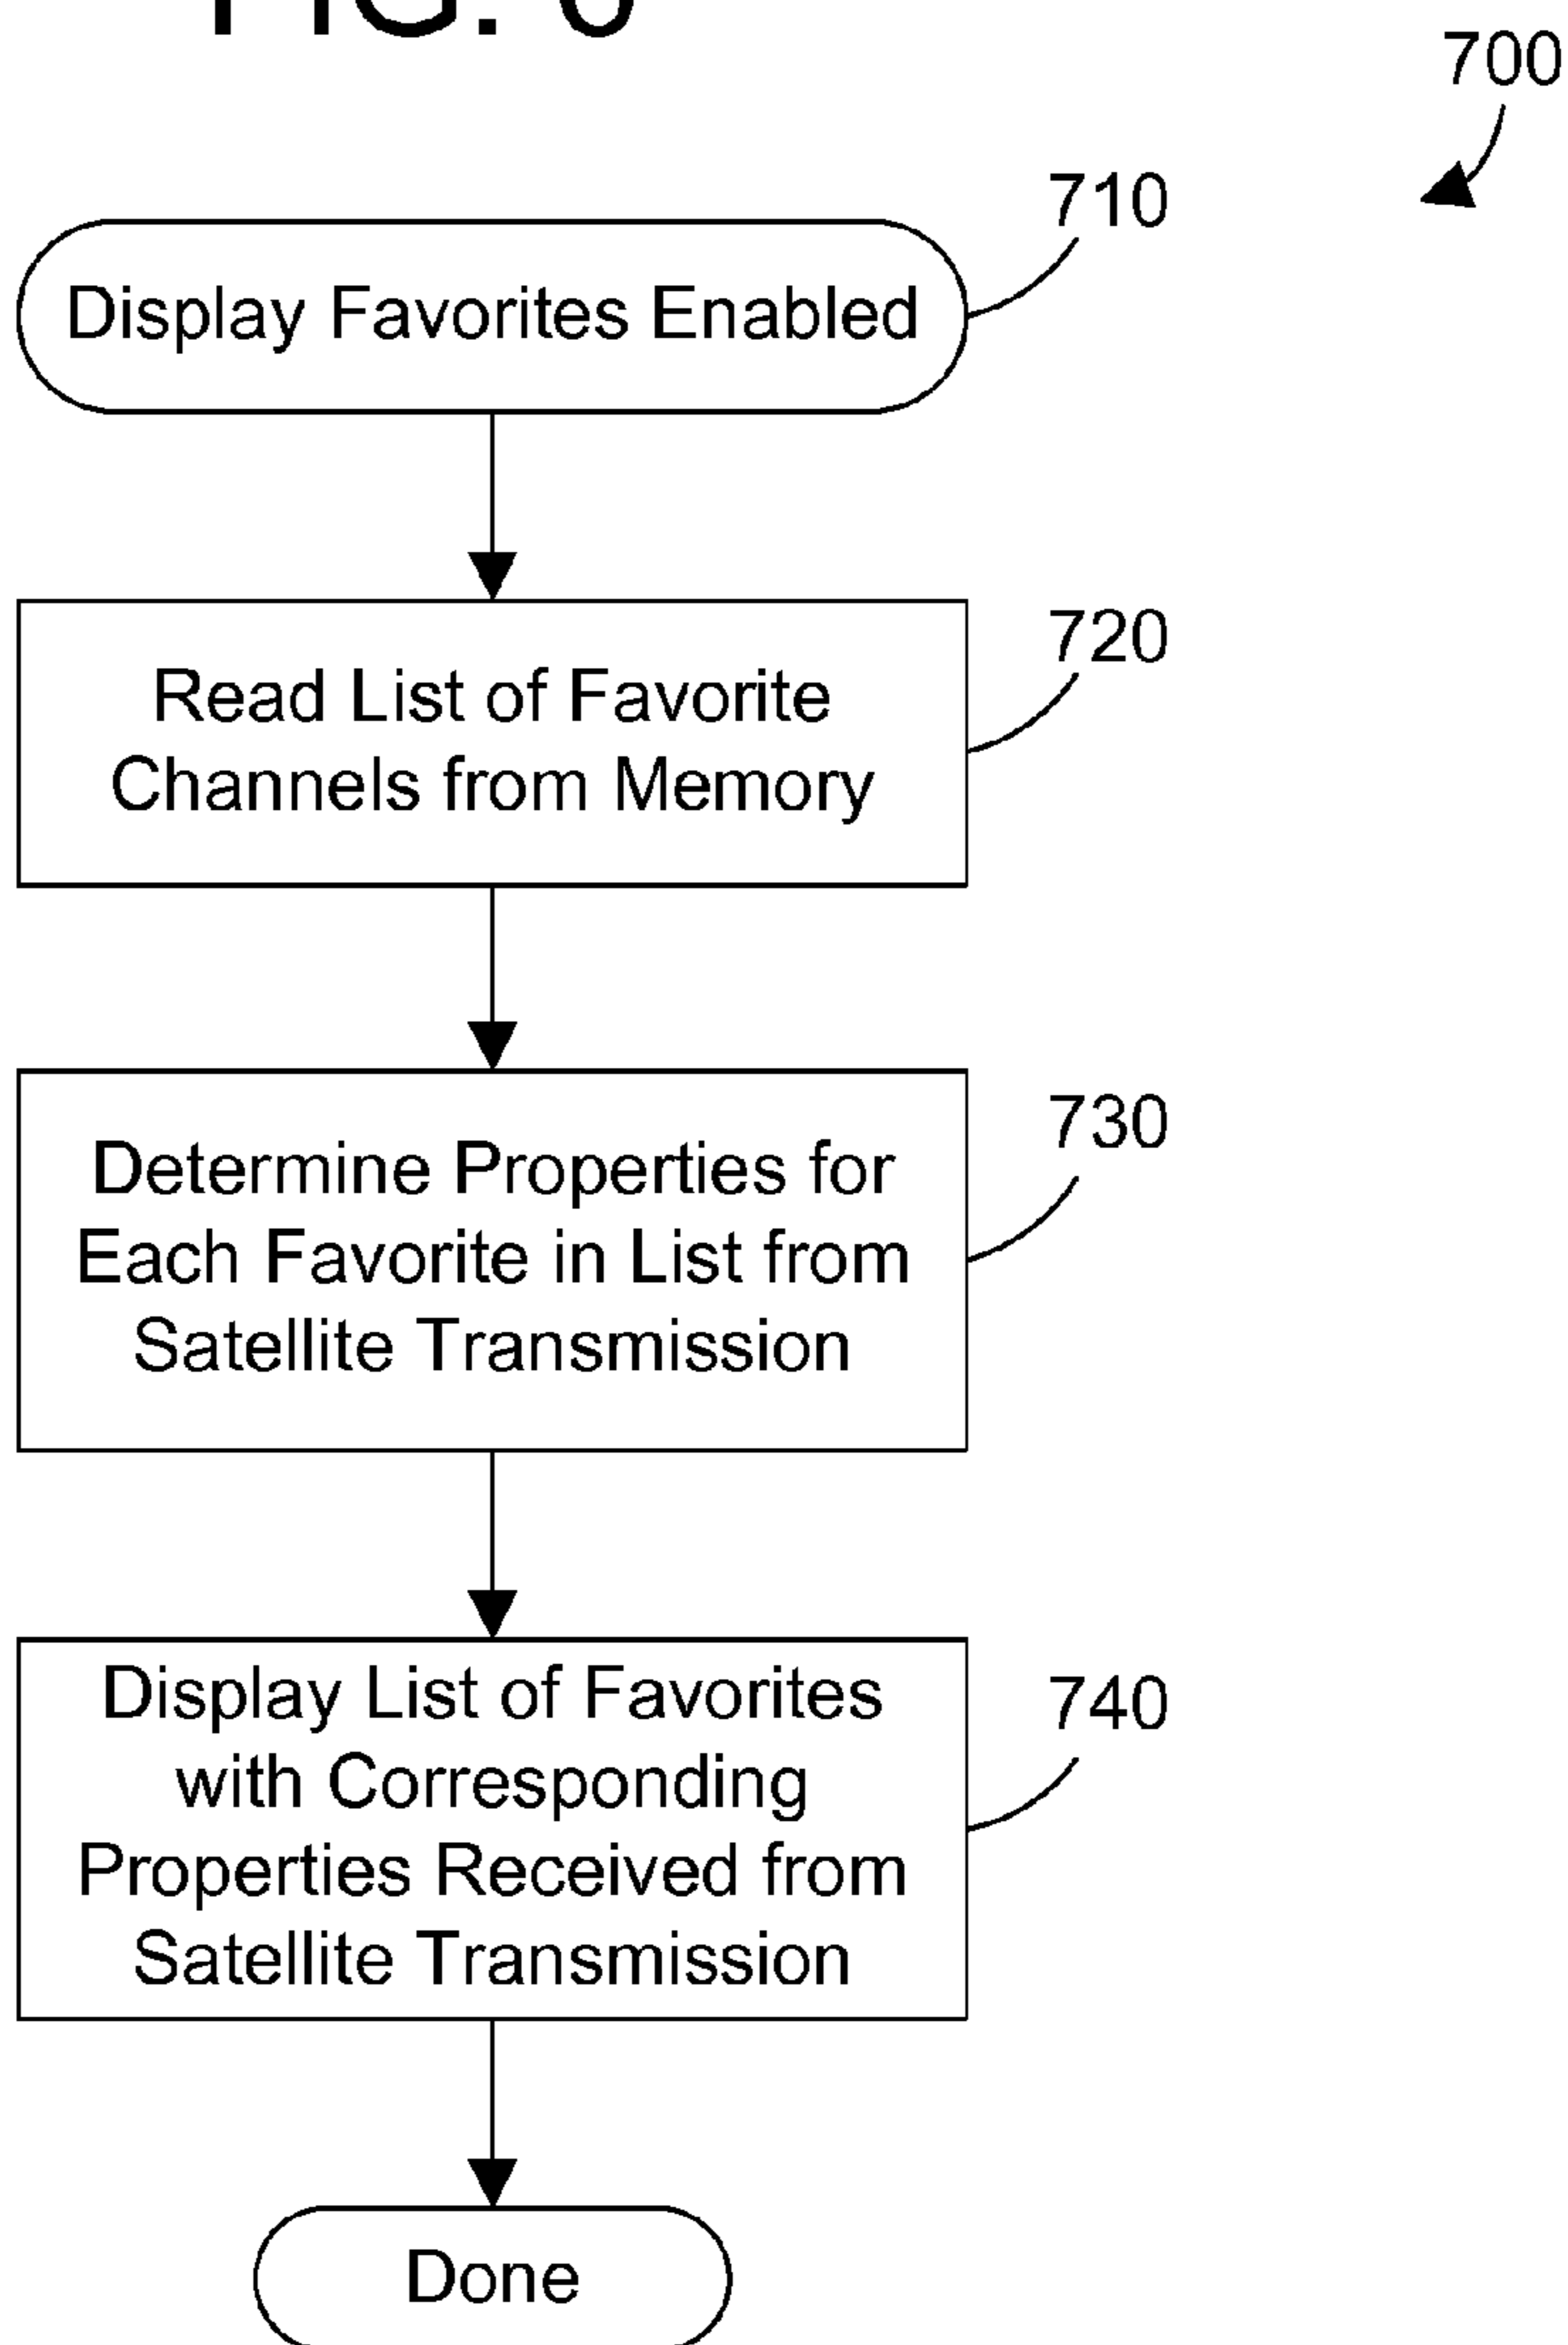 700
710
Display Favorites Enabled
720
Read List of Favorite
Channels from Memory
730
Determine Properties for
Each Favorite in List from
Satellite Transmission
740
Display List of Favorites
with Corresponding
Properties Received from
Satellite Transmission
Done